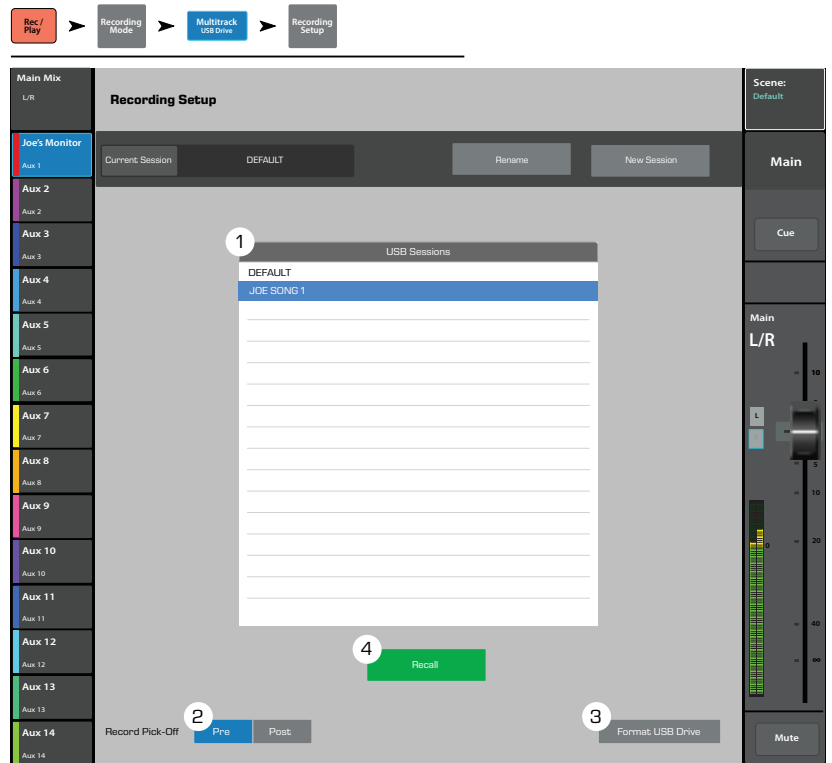 Rec /
Play
Recording
Mode
Multitrack
USB Drive
Recording
Setup
Main Mix
L/R
Recording Setup
Scene:
Default
Joe's Monitor
Aux 1
Current Session
DEFAULT
Rename
New Session
Main
Aux 2
Aux 2
Aux 3
Aux 3
Cue
1
USB Sessions
DEFAULT
JOE SONG 1
Aux 4
Aux 4
Aux 5
Aux 5
Main
L/R
Aux 6
Aux 6
10
Aux 7
Aux 7
L
Aux 8
Aux 8
5
Aux 9
Aux 9
10
Aux 10
Aux 10
0
20
Aux 11
Aux 11
40
Aux 12
Aux 12
4
Recall
∞
Aux 13
Aux 13
Aux 14
Aux 14
Record Pick-Off
2
Pre
Post
3
Format USB Drive
Mute